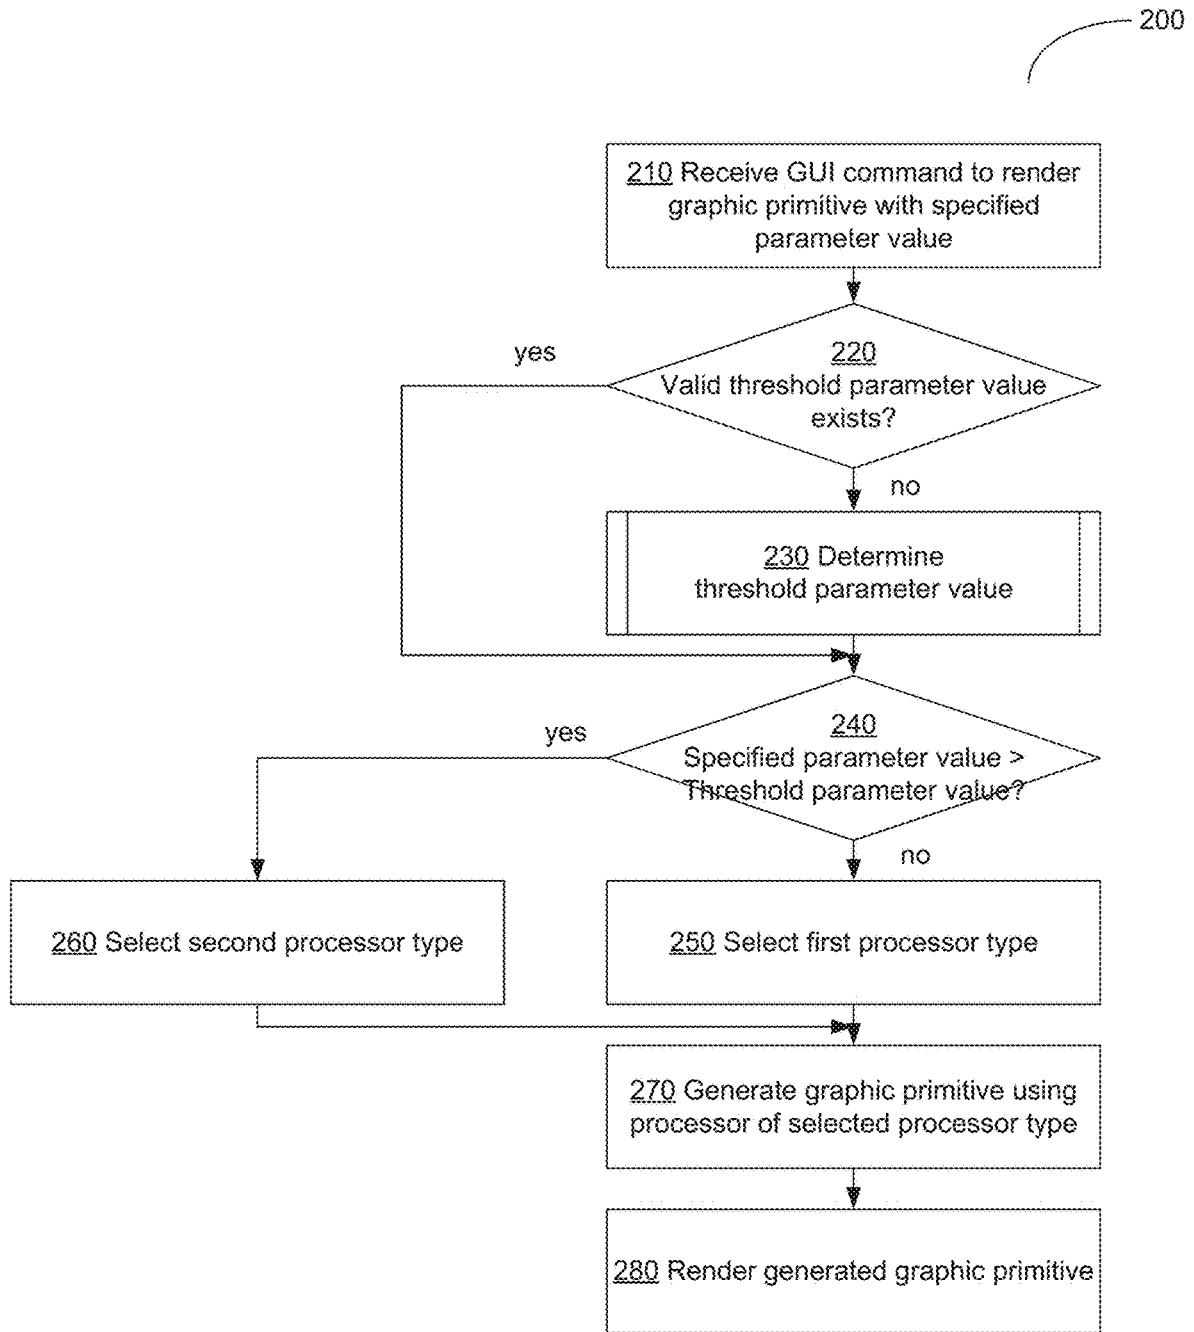 200
210 Receive GUI command to render
graphic primitive with specified
parameter value
yes
220
Valid threshold parameter value
exists?
no
230 Determine
threshold parameter value
yes
240
Specified parameter value >
Threshold parameter value?
no
260 Select second processor type
250 Select first processor type
270 Generate graphic primitive using
processor of selected processor type
280 Render generated graphic primitive